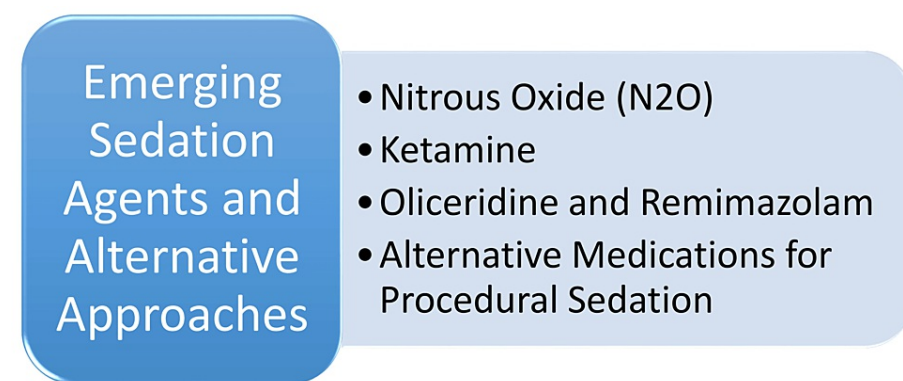 Emerging
Sedation
Agents and
Alternative
Approaches
• Nitrous Oxide (N2O)
• Ketamine
• Oliceridine and Remimazolam
• Alternative Medications for
Procedural Sedation